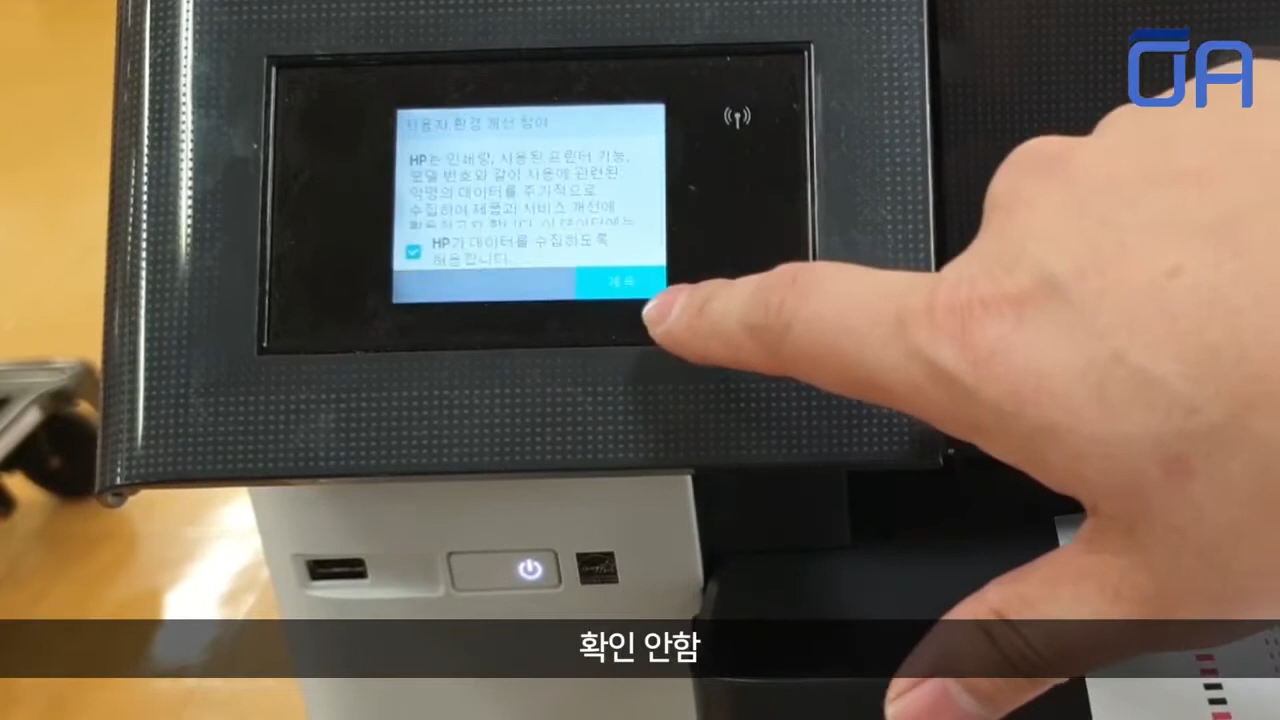 GA
사용자 환경 개선 참여
HP는 인쇄량, 사용된 프린터 기능,
모델 번호와 같이 사용에 관련된
익명의 데이터를 주기적으로
수집하여 제품과 서비스 개선에
HP가 데이터를 수집하도록
허용합니다.
계속
확인 안함